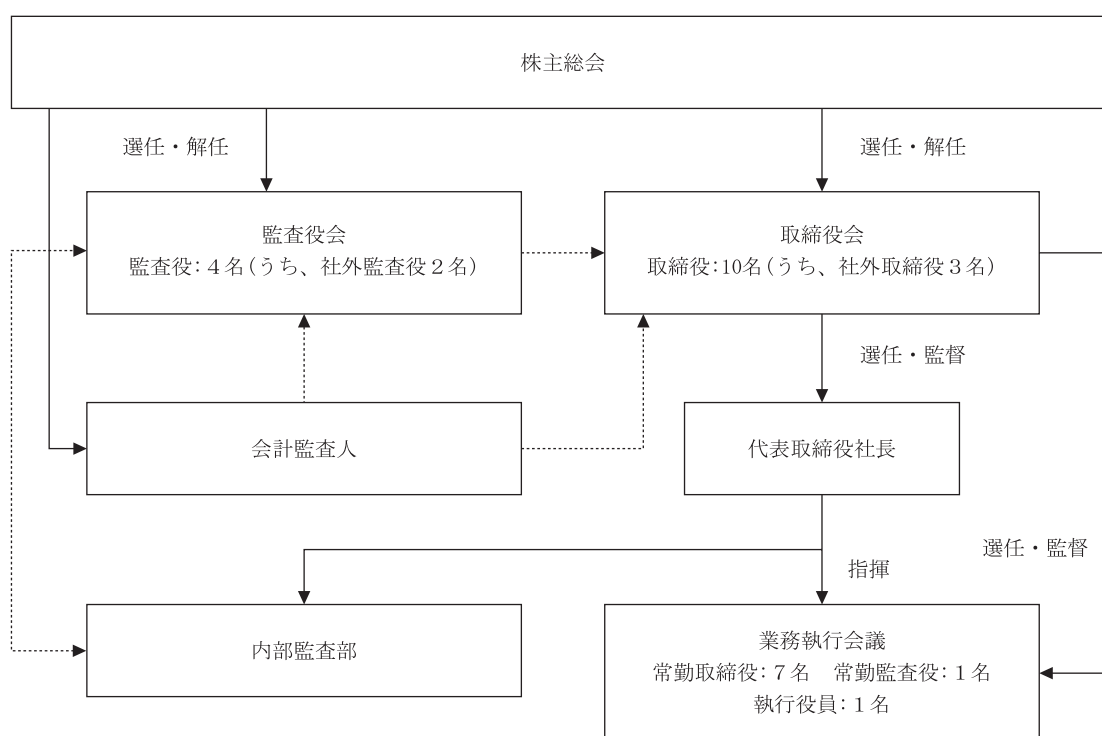 株主総会
選任・解任
選任・解任
監査役会
監査役：４名（うち、社外監査役２名）
取締役会
取締役：10名（うち、社外取締役３名）
選任・監督
会計監査人
代表取締役社長
選任・監督
指揮
内部監査部
業務執行会議
常勤取締役：７名　常勤監査役：１名
執行役員：１名